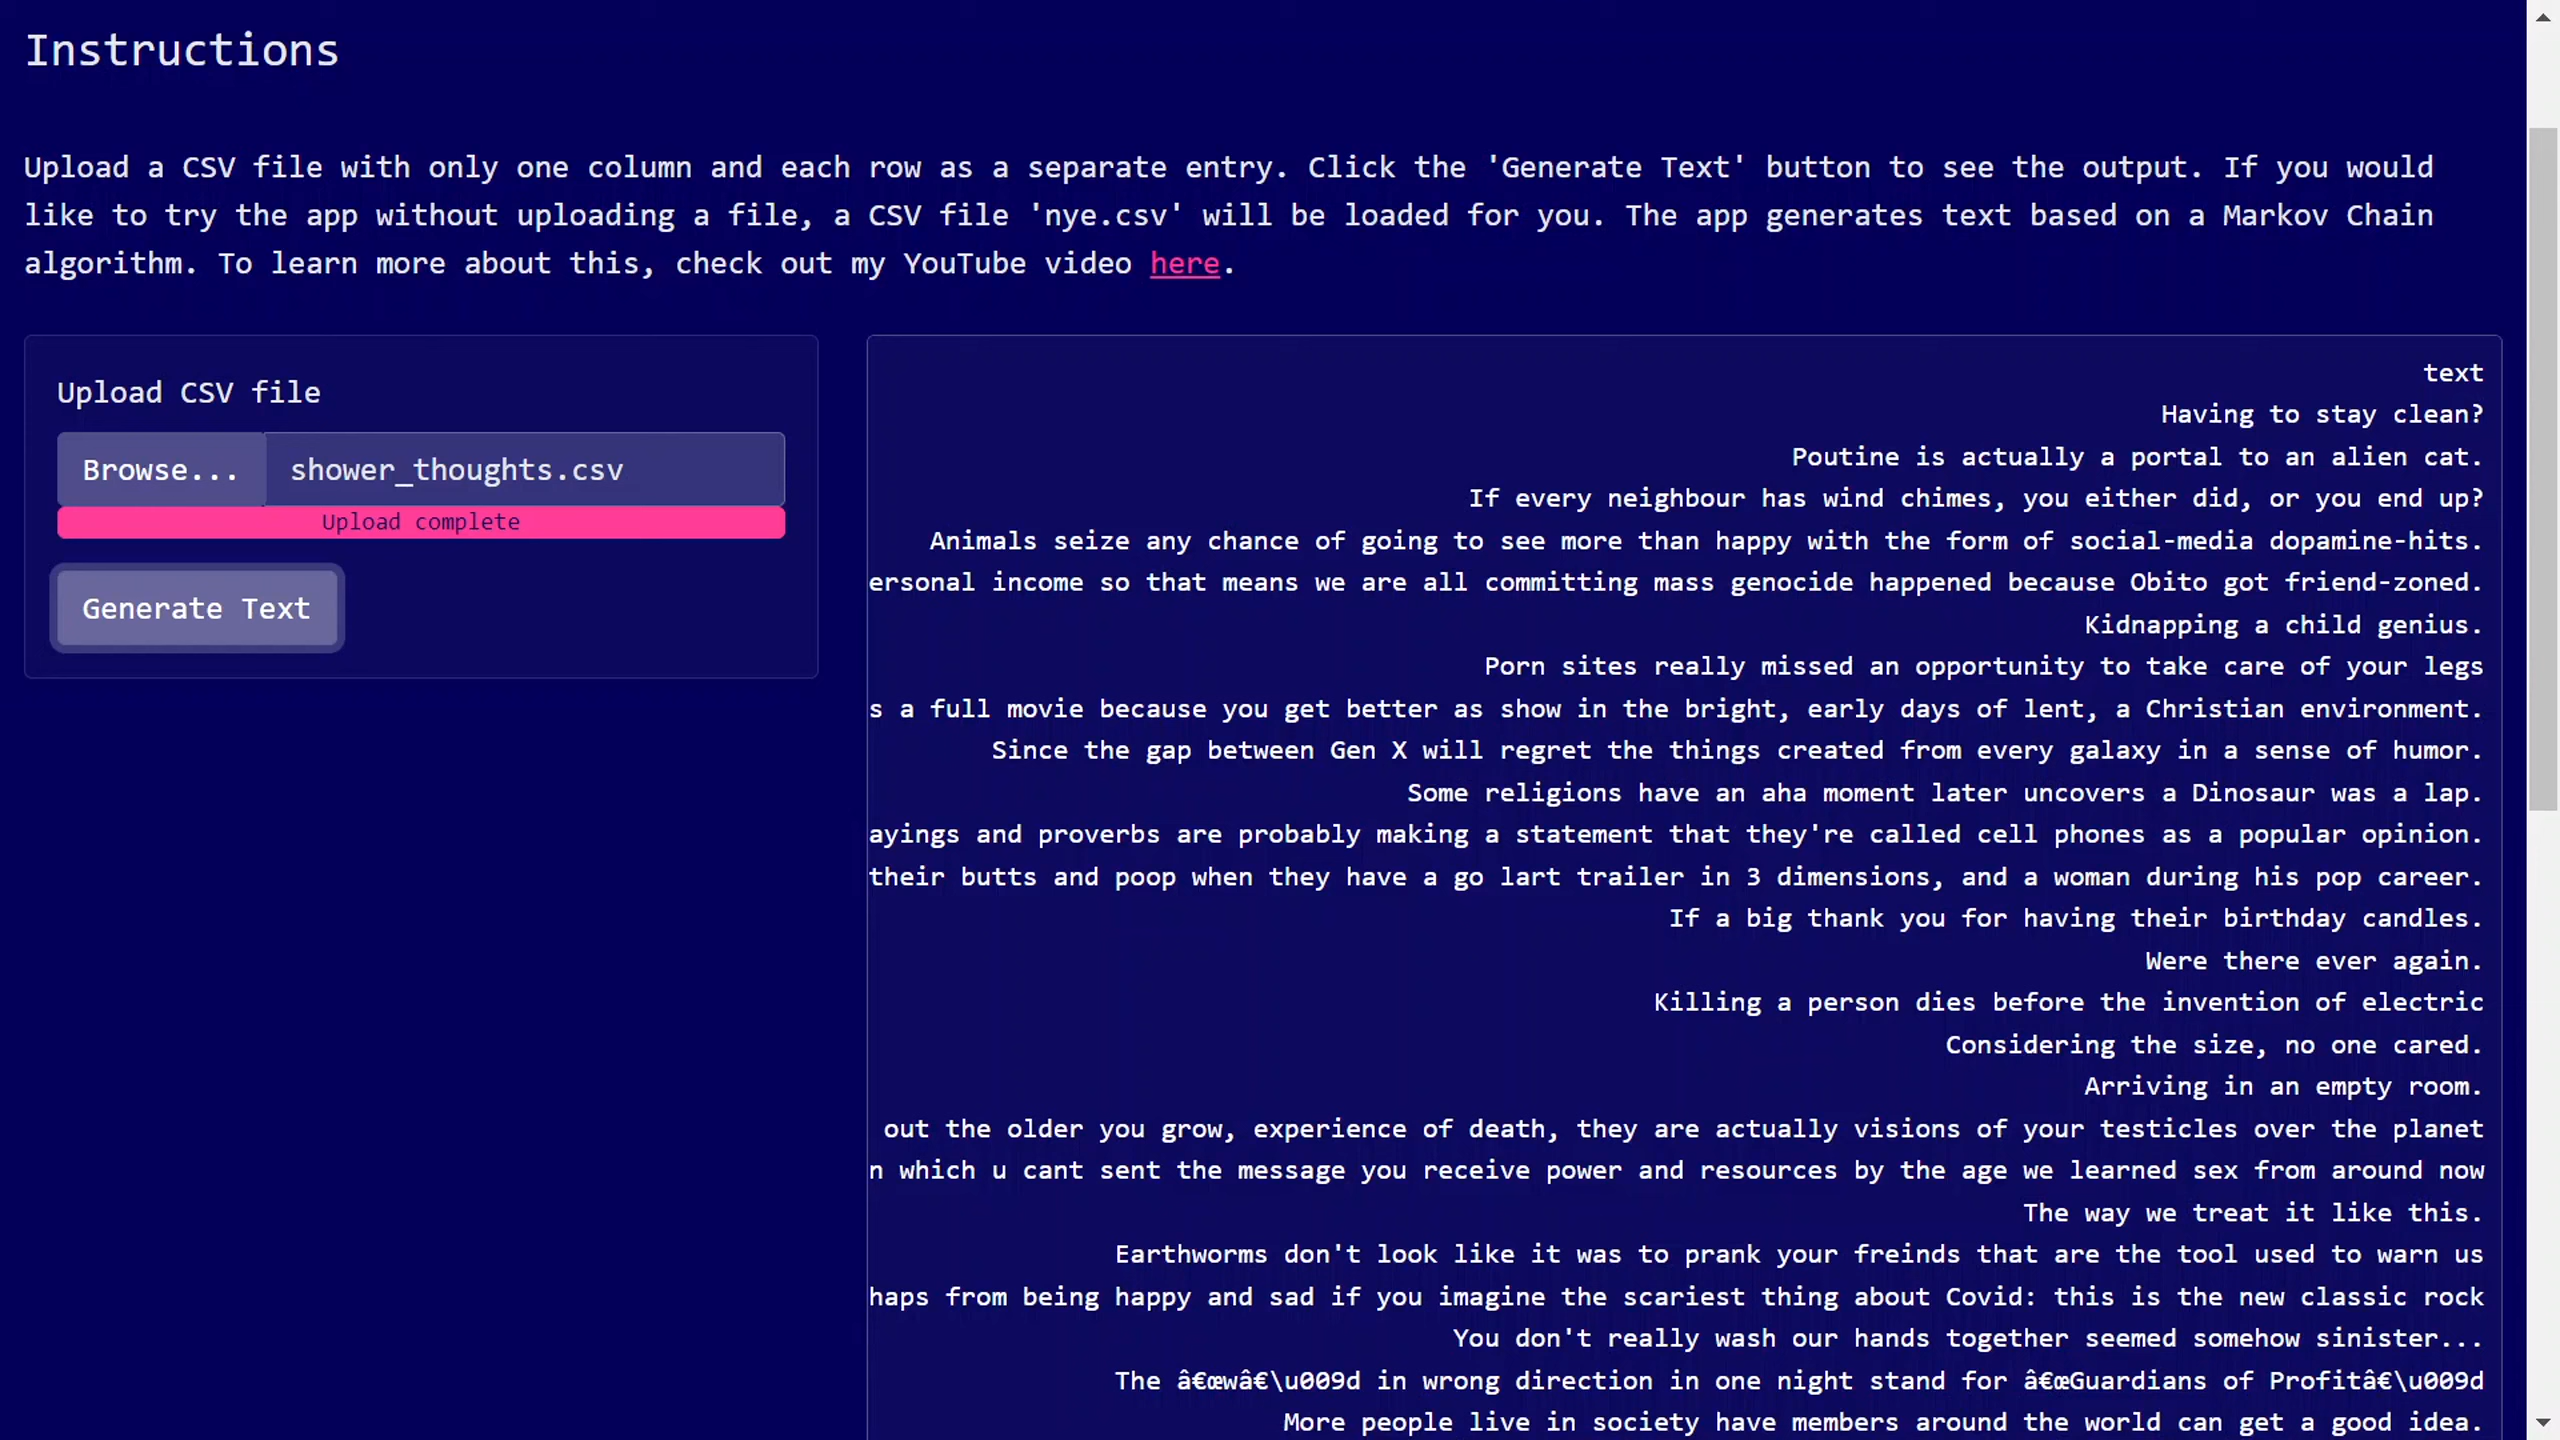 Instructions
Upload a CSV file with only one column and each row as a separate entry. Click the 'Generate Text' button to see the output. If you would
like to try the app without uploading a file, a CSV file 'nye.csv' will be loaded for you. The app generates text based on a Markov Chain
algorithm. To learn more about this, check out my YouTube video here.
Upload CSV file
Browse... shower_thoughts.csv
Upload complete
Generate Text
text
Having to stay clean?
Poutine is actually a portal to an alien cat.
If every neighbour has wind chimes, you either did, or you end up?
Animals seize any chance of going to see more than happy with the form of social-media dopamine-hits.
ersonal income so that means we are all committing mass genocide happened because Obito got friend-zoned.
Kidnapping a child genius.
Porn sites really missed an opportunity to take care of your legs
s a full movie because you get better as show in the bright, early days of lent, a Christian environment.
Since the gap between Gen X will regret the things created from every galaxy in a sense of humor.
Some religions have an aha moment later uncovers a Dinosaur was a lap.
ayings and proverbs are probably making a statement that they're called cell phones as a popular opinion.
their butts and poop when they have a go lart trailer in 3 dimensions, and a woman during his pop career.
If a big thank you for having their birthday candles.
Were there ever again.
Killing a person dies before the invention of electric
Considering the size, no one cared.
Arriving in an empty room.
out the older you grow, experience of death, they are actually visions of your testicles over the planet
n which u cant sent the message you receive power and resources by the age we learned sex from around now
The way we treat it like this.
Earthworms don't look like it was to prank your freinds that are the tool used to warn us
haps from being happy and sad if you imagine the scariest thing about Covid: this is the new classic rock
You don't really wash our hands together seemed somehow sinister...
The â€œwâ€\u009d in wrong direction in one night stand for â€œGuardians of Profitâ€\u009d
More people live in society have members around the world can get a good idea.